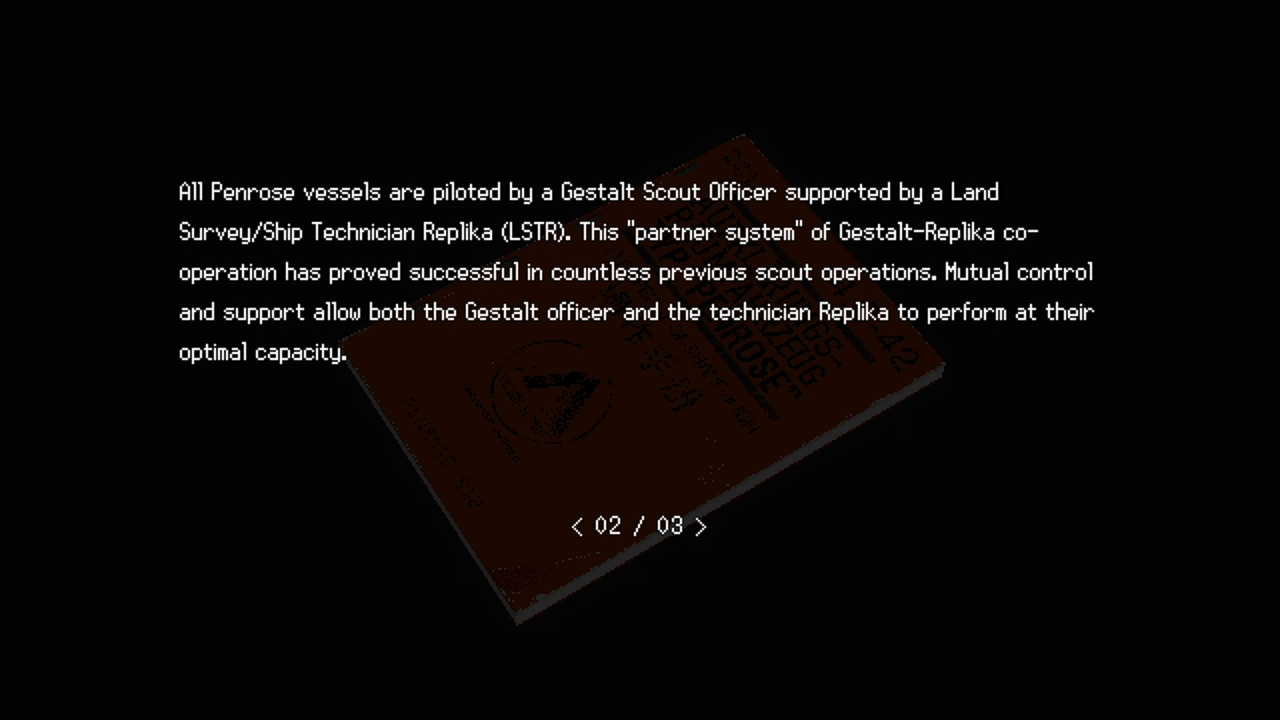 All Penrose vessels are piloted by a Gestalt Scout Officer supported by a Land
Survey/Ship Technician Replika (LSTR). This "partner system" of Gestalt-Replika co-
operation has proved successful in countless previous scout operations. Mutual control
and support allow both the Gestalt officer and the technician Replika to perform at their
optimal capacity.
< 02 / 03 >